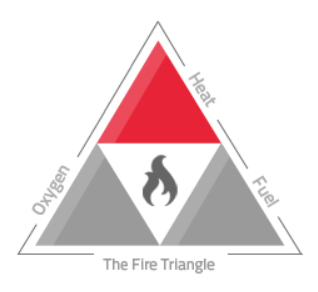 Heat
Oxygen
Fuel
The Fire Triangle